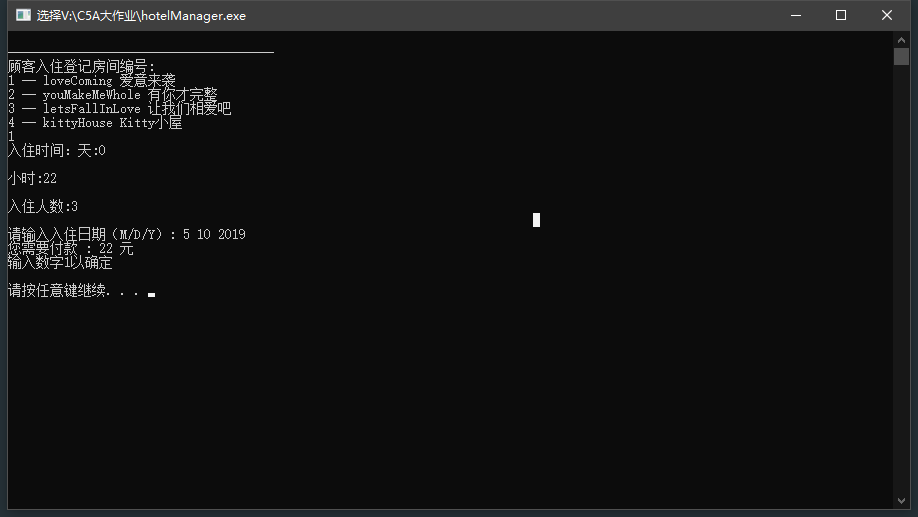 选择V:\C5A大作业\hotelManager.exe
顾客入住登记房间编号:
1 — loveComing 爱意来袭
2 — youMakeMeWhole 有你才完整
3 — letsFallInLove 让我们相爱吧
4 — kittyHouse Kitty小屋
1
入住时间: 天:0
小时:22
入住人数:3
请输入入住日期（M/D/Y）: 5 10 2019
您需要付款 : 22 元
输入数字1以确定
请按任意键继续. . .